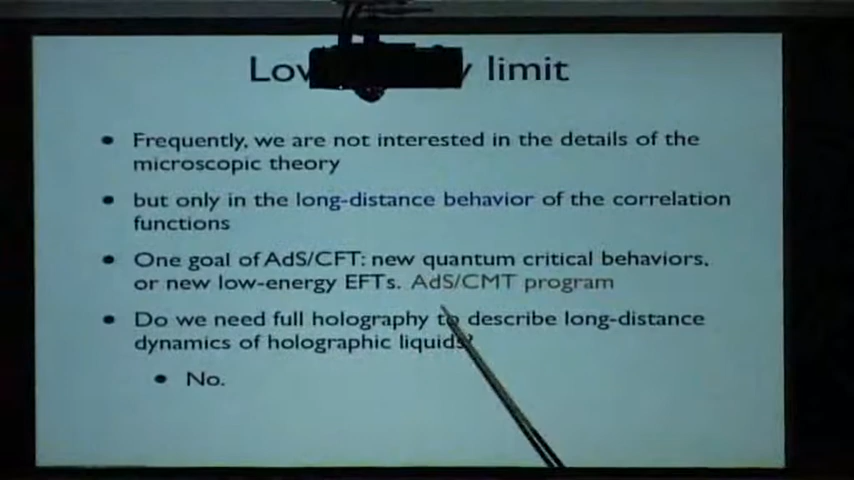 limit
• Frequently, we are not interested in the details of the
microscopic theory
• but only in the long-distance behavior of the correlation
functions
• One goal of AdS/CFT: new quantum critical behaviors,
or new low-energy EFTs. AdS/CMT program
• Do we need full holography to describe long-distance
dynamics of holographic liquids?
• No.